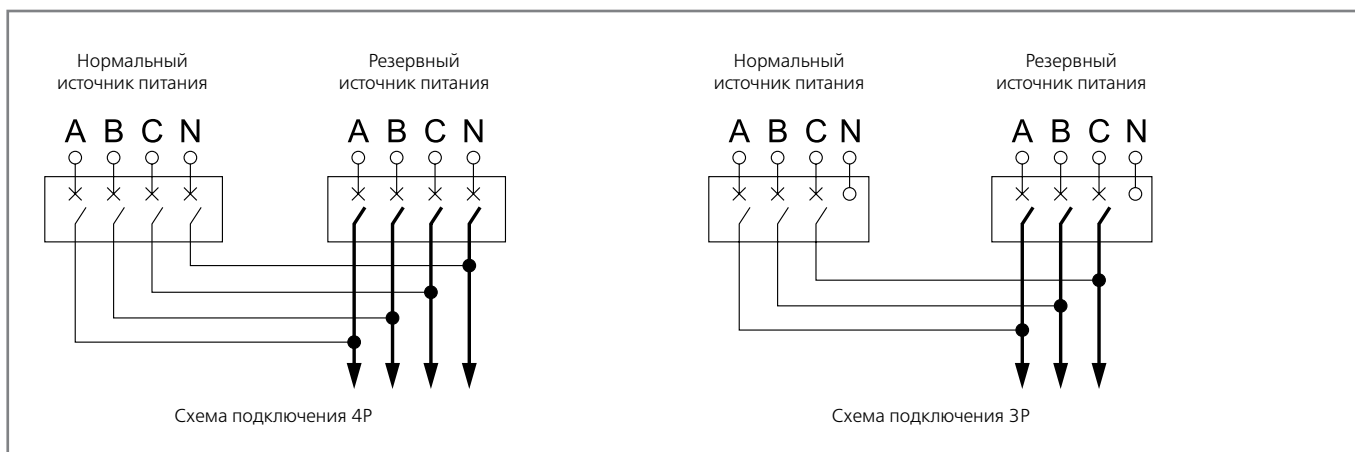 Нормальный
источник питания
Резервный
источник питания
A B C N
A B C N
Схема подключения 4P
Нормальный
источник питания
Резервный
источник питания
A B C N
A B C N
Схема подключения 3P